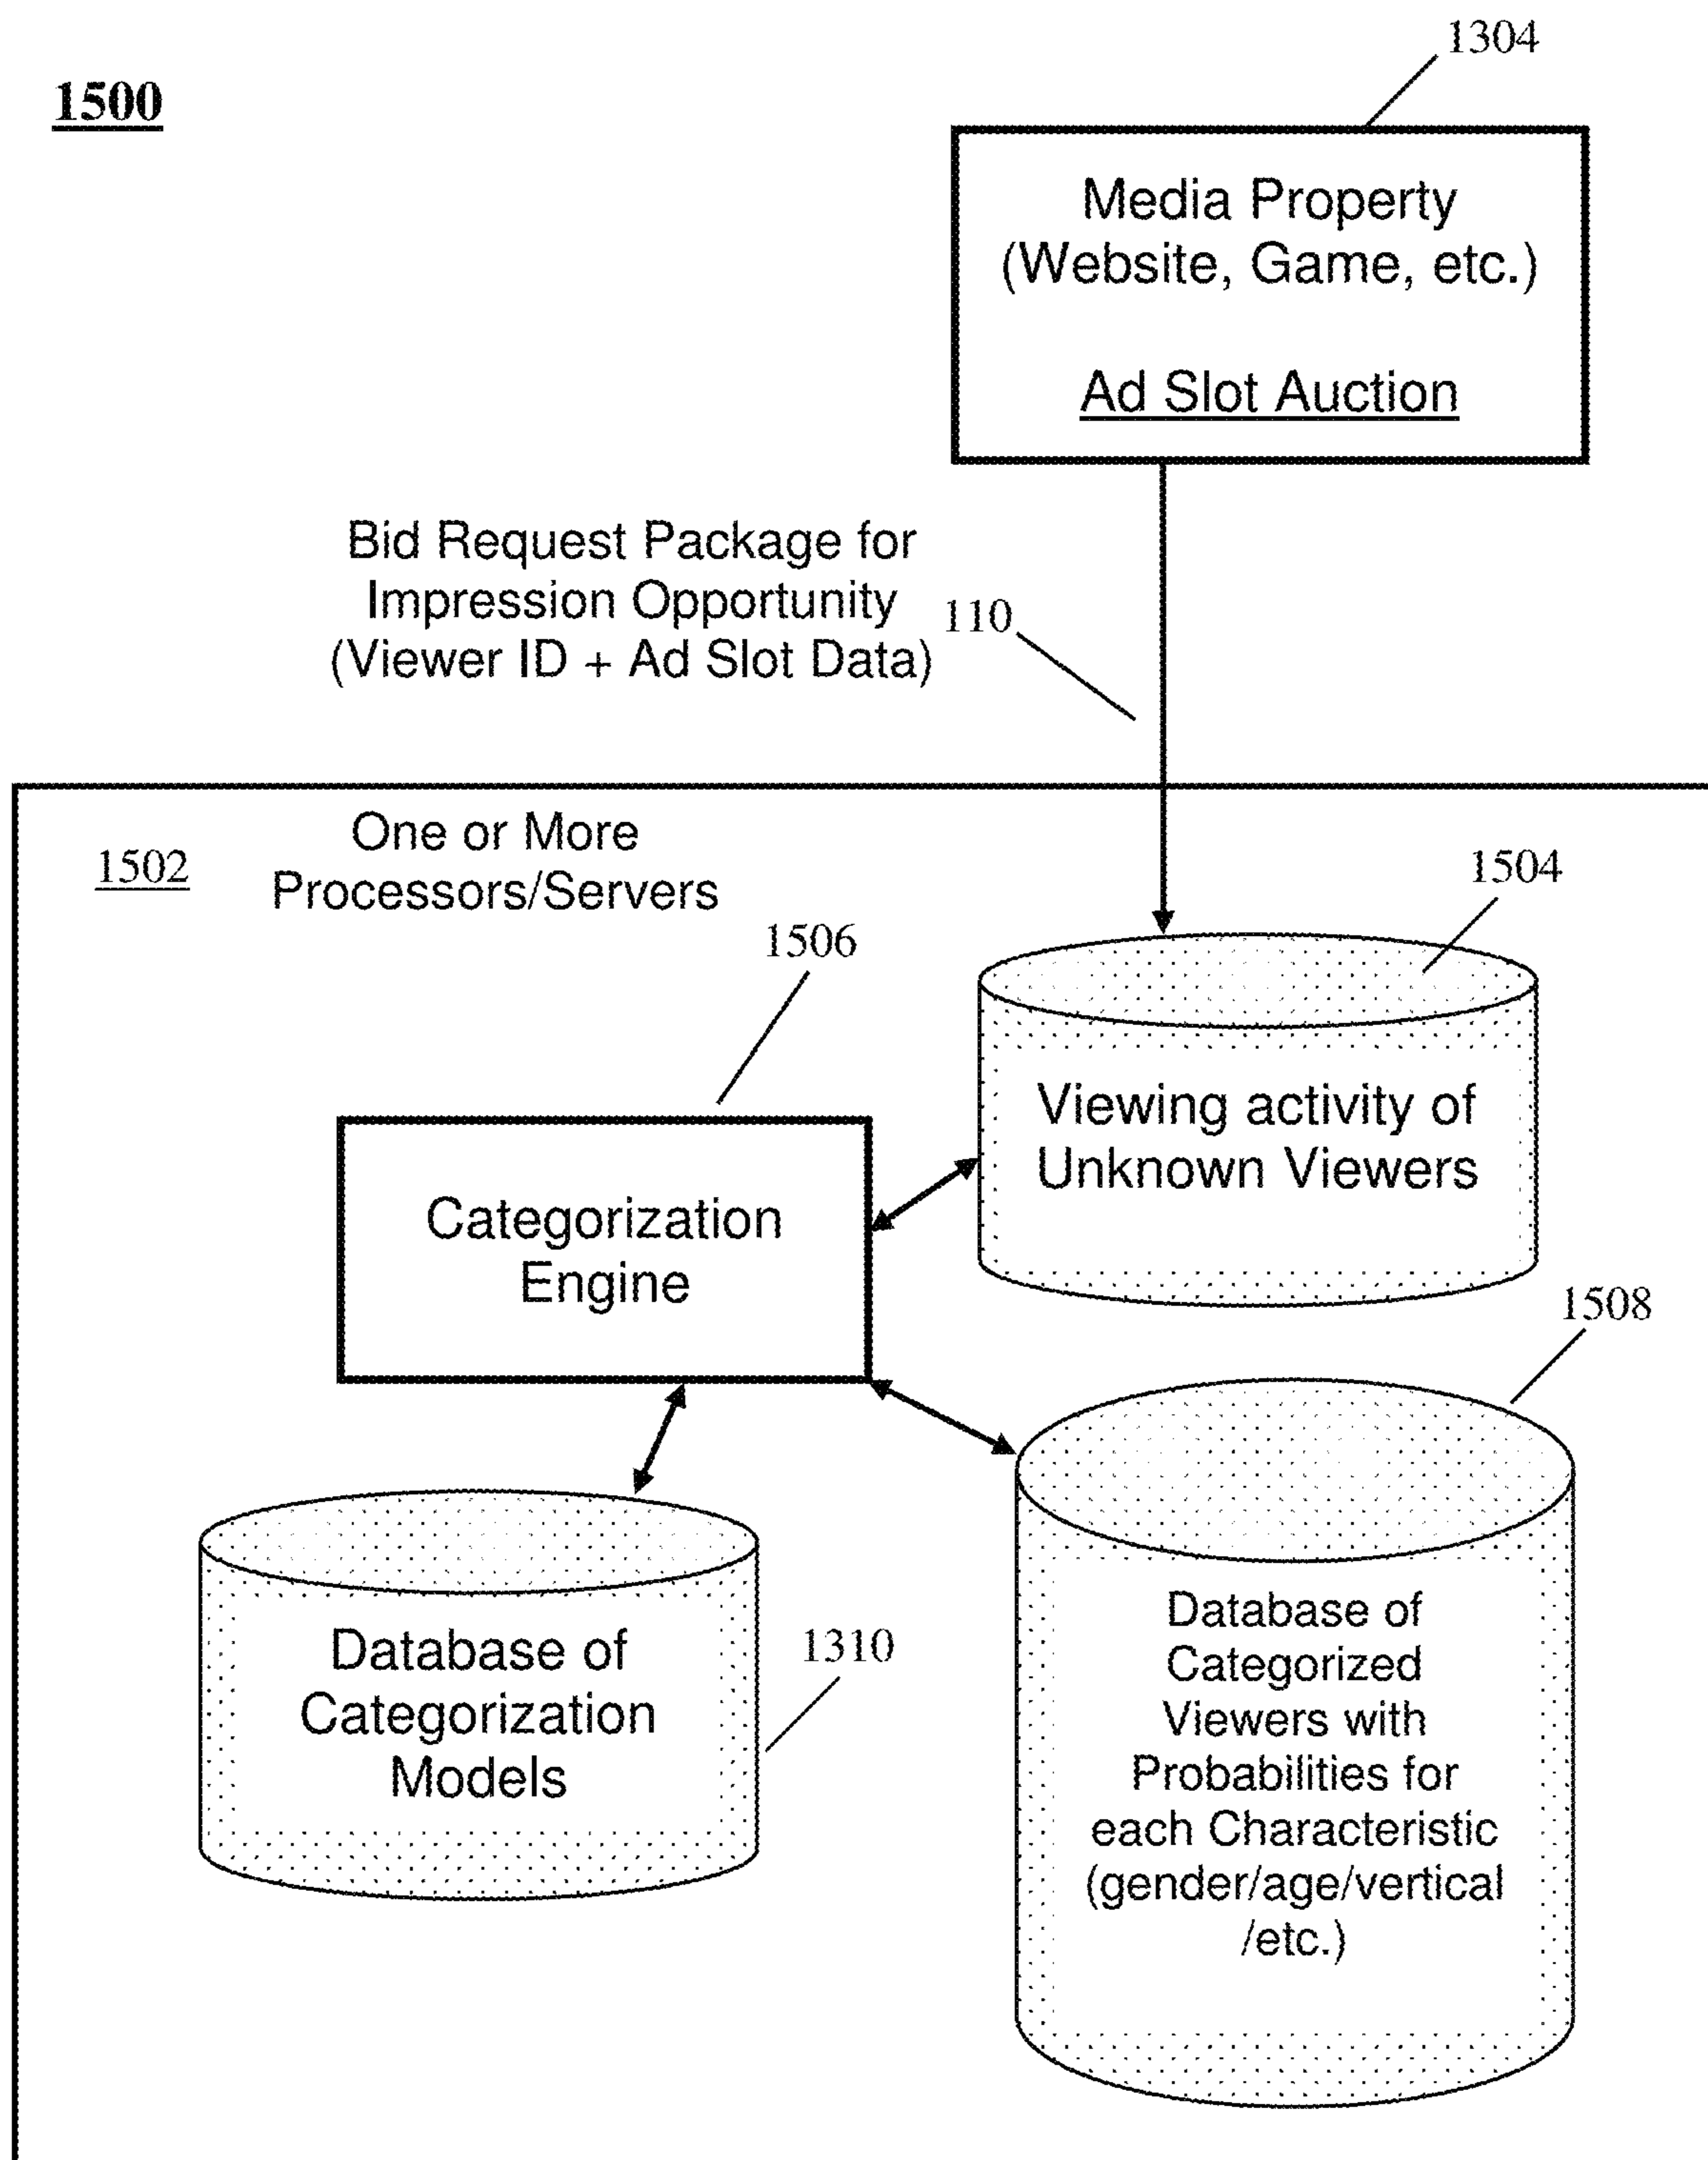 1304
1500
Media Property
(Website, Game, etc.)
Ad Slot Auction
Bid Request Package for
Impression Opportunity
(Viewer ID + Ad Slot Data)
110
One or More
Processors/Servers
1502
1504
1506
Viewing activity of
Unknown Viewers
Categorization
Engine
1508
Database of
Categorization
Models
1310
Database of
Categorized
Viewers with
Probabilities for
each Characteristic
(gender/age/vertical
/etc.)